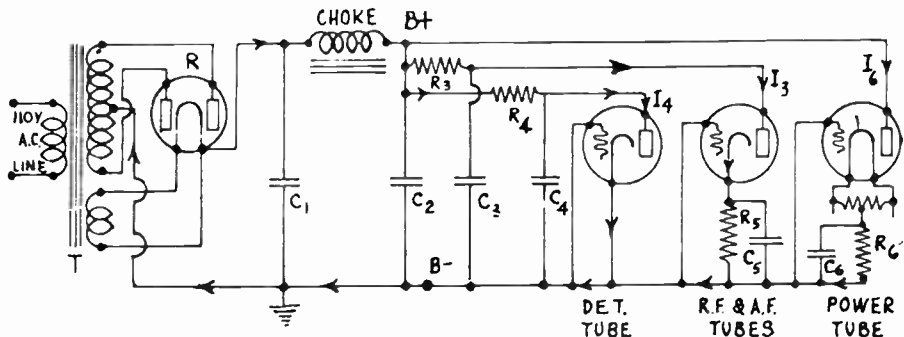 CHOKE
B+
R
R3
I4
I3
I6
R4
110V
A.C.
LINE
T
C1
C2
C3
C4
R5
C5
C6
R6
B-
DET.
TUBE
R.F. & A.F.
TUBES
POWER
TUBE